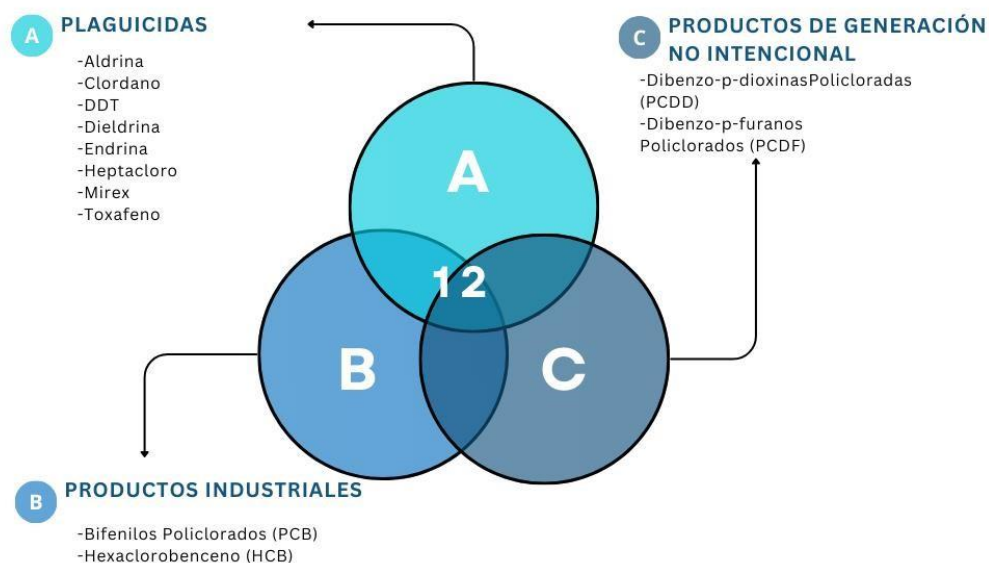 A
PLAGUICIDAS
-Aldrina
-Clordano
-DDT
-Dieldrina
-Endrina
-Heptacloro
-Mirex
-Toxafeno
C
PRODUCTOS DE GENERACIÓN
NO INTENCIONAL
-Dibenzo-p-dioxinasPolicloradas
(PCDD)
-Dibenzo-p-furanos
Policlorados (PCDF)
A
12
B
C
B
PRODUCTOS INDUSTRIALES
-Bifenilos Policlorados (PCB)
-Hexaclorobenceno (HCB)